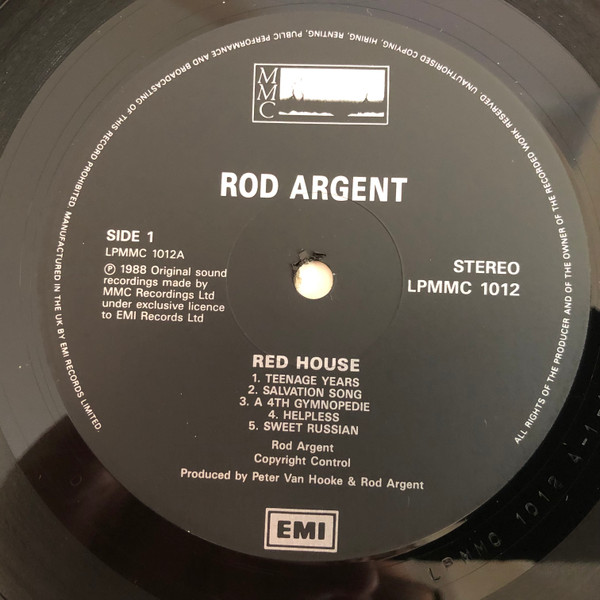 MMC
ROD ARGENT
SIDE 1
LPMMC 1012A
℗ 1988 Original sound
recordings made by
MMC Recordings Ltd
under exclusive licence
to EMI Records Ltd
STEREO
LPMMC 1012
RED HOUSE
1. TEENAGE YEARS
2. SALVATION SONG
3. A 4TH GYMNOPEDIE
4. HELPLESS
5. SWEET RUSSIAN
Rod Argent
Copyright Control
Produced by Peter Van Hooke & Rod Argent
EMI
ALL RIGHTS OF THE PRODUCER AND OF THE OWNER OF THE RECORDED WORK RESERVED. UNAUTHORISED COPYING, HIRING, RENTING, PUBLIC PERFORMANCE AND BROADCASTING OF THIS RECORD PROHIBITED. MANUFACTURED IN THE UK BY EMI RECORDS LIMITED.
LPMMC 1012 A-1